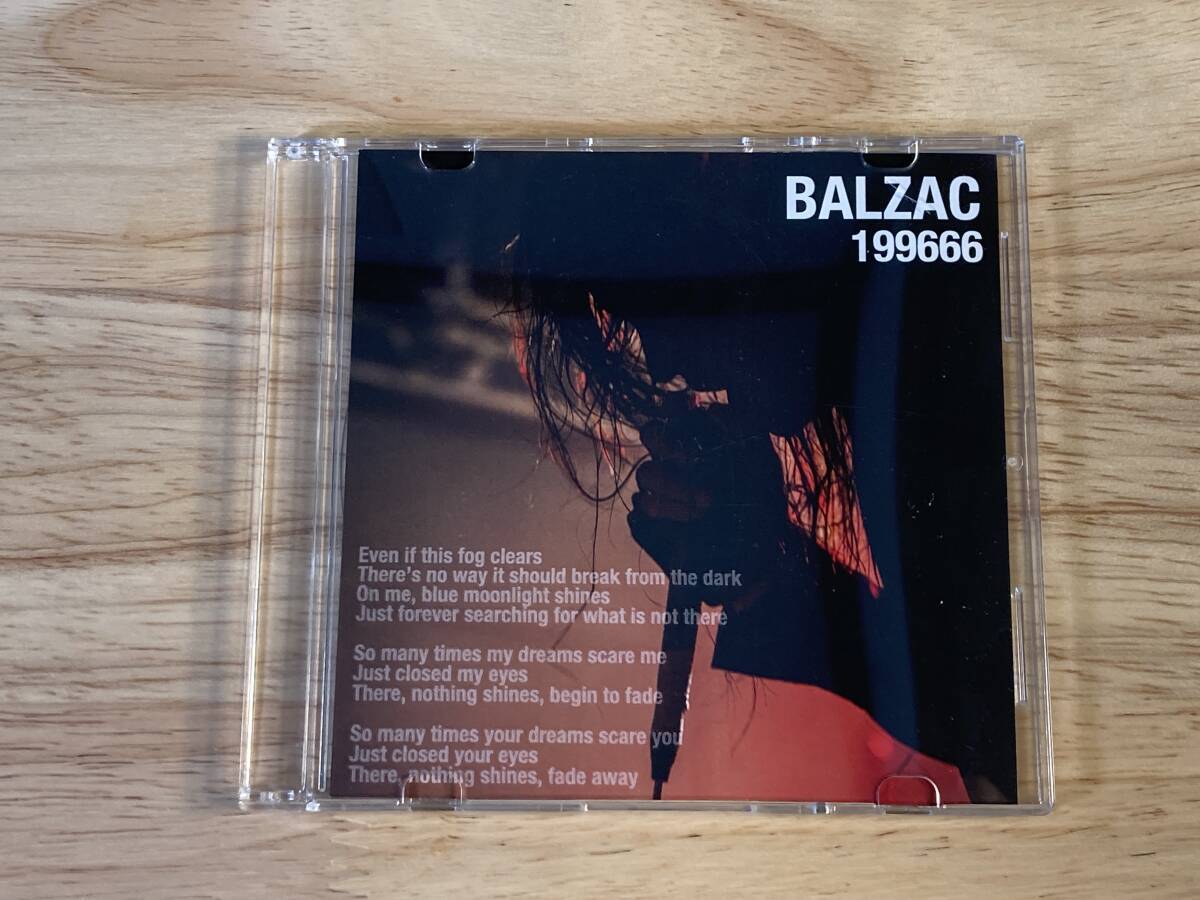 BALZAC
199666
Even if this fog clears
There's no way it should break from the dark
On me, blue moonlight shines
Just forever searching for what is not there
So many times my dreams scare me
Just closed my eyes
There, nothing shines, begin to fade
So many times your dreams scare you
Just closed your eyes
There, nothing shines, fade away